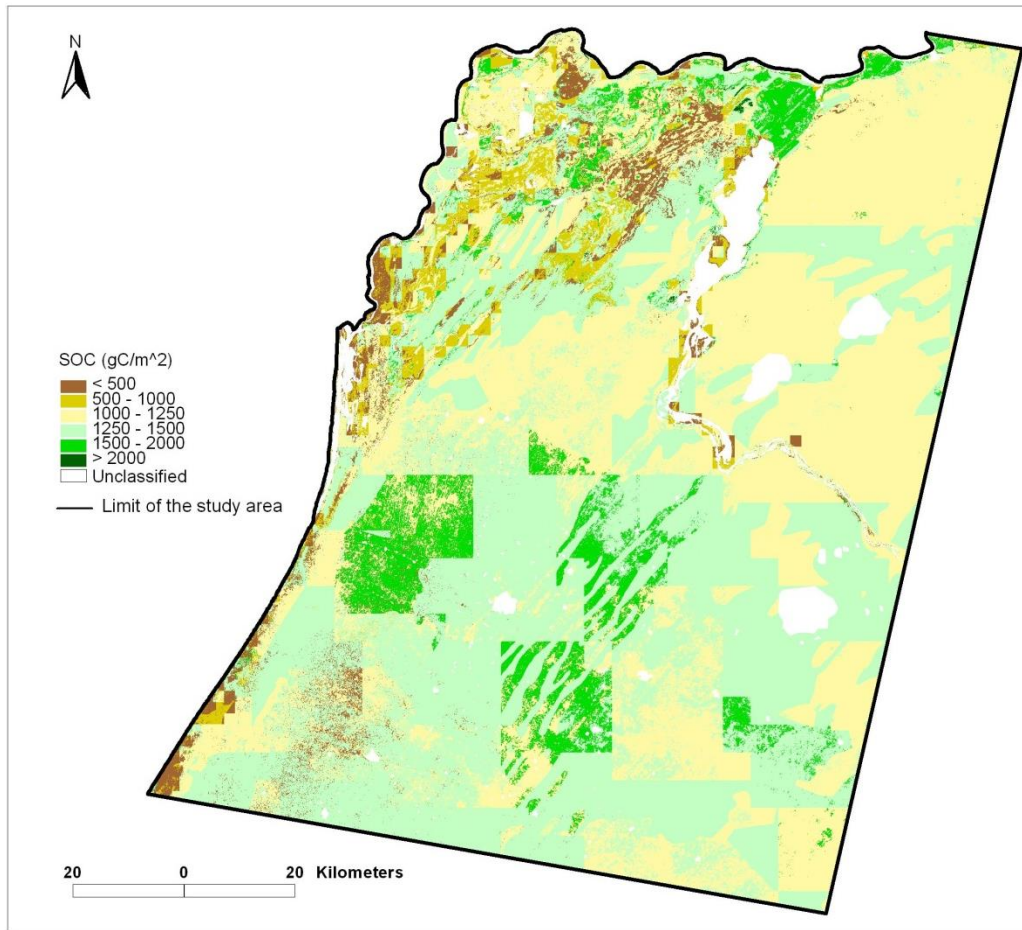 N
SOC (gC/m^2)
< 500
500 - 1000
1000 - 1250
1250 - 1500
1500 - 2000
> 2000
Unclassified
Limit of the study area
20 0 20 Kilometers